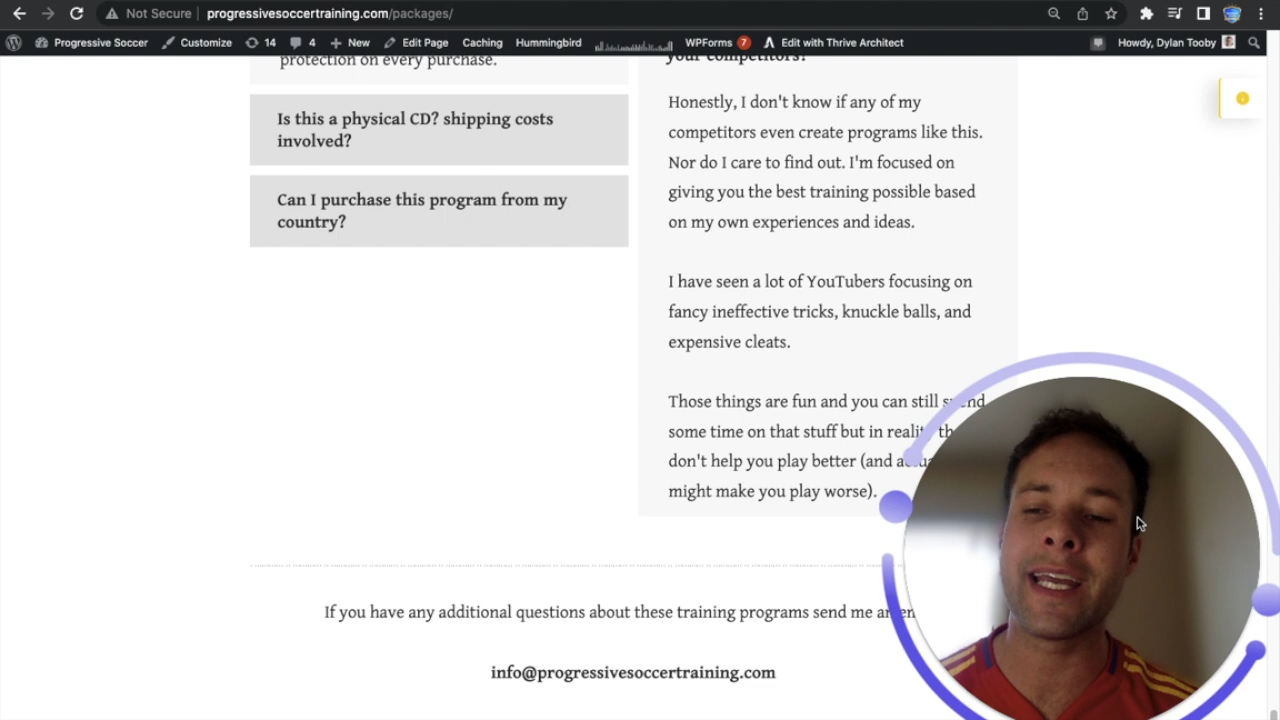 Not Secure progressivesoccertraining.com/packages/
Progressive Soccer Customize 14 4 New Edit Page Caching Hummingbird WPForms 7 Edit with Thrive Architect Howdy, Dylan Tooby
protection on every purchase.
Is this a physical CD? shipping costs
involved?
Can I purchase this program from my
country?
your competitors?
Honestly, I don't know if any of my
competitors even create programs like this.
Nor do I care to find out. I'm focused on
giving you the best training possible based
on my own experiences and ideas.
I have seen a lot of YouTubers focusing on
fancy ineffective tricks, knuckle balls, and
expensive cleats.
Those things are fun and you can still spend
some time on that stuff but in reality
don't help you play better (and
might make you play worse).
If you have any additional questions about these training programs send me an
info@progressivesoccertraining.com